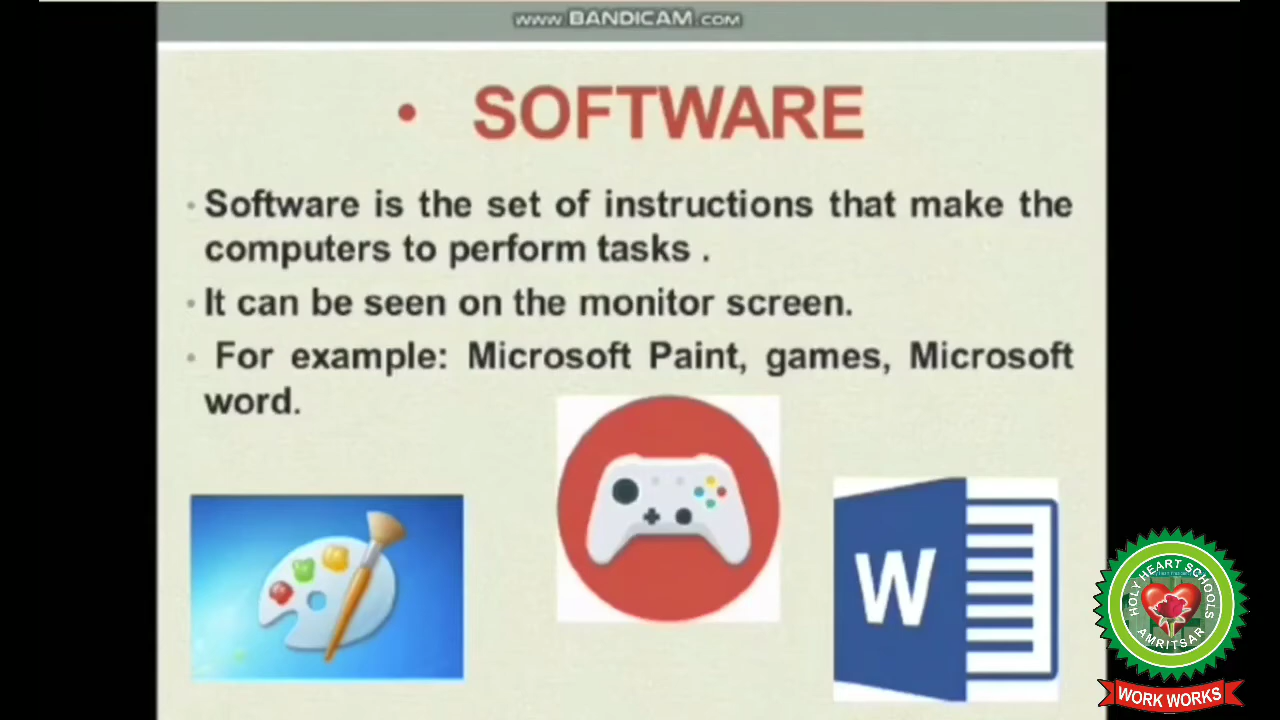 www.BANDICAM.COM
• SOFTWARE
• Software is the set of instructions that make the
computers to perform tasks .
• It can be seen on the monitor screen.
• For example: Microsoft Paint, games, Microsoft
word.
W
HOLY HEART SCHOOLS
AMRITSAR
WORK WORKS